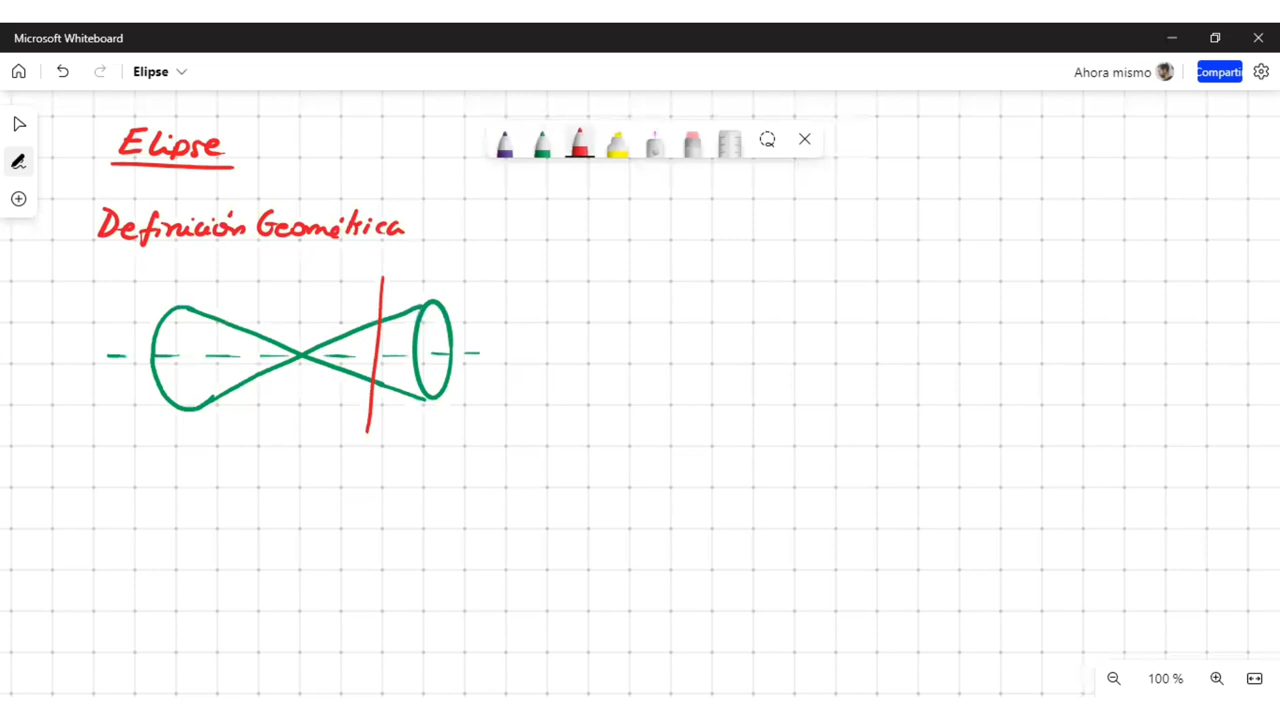 Microsoft Whiteboard
Elipse
Ahora mismo
Comparti
Elipse
Definición Geométrica
100 %